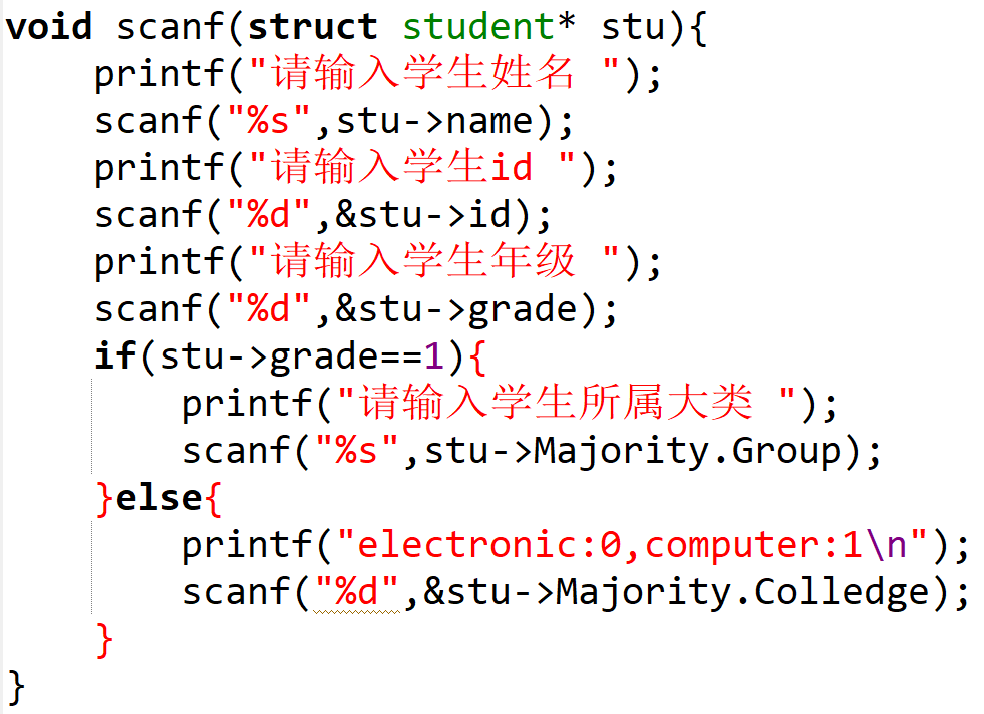 void scanf(struct student* stu){
printf("请输入学生姓名 ");
scanf("%s",stu->name);
printf("请输入学生id ");
scanf("%d",&stu->id);
printf("请输入学生年级 ");
scanf("%d",&stu->grade);
if(stu->grade==1){
printf("请输入学生所属大类 ");
scanf("%s",stu->Majority.Group);
}else{
printf("electronic:0,computer:1\n");
scanf("%d",&stu->Majority.Colledge);
}
}